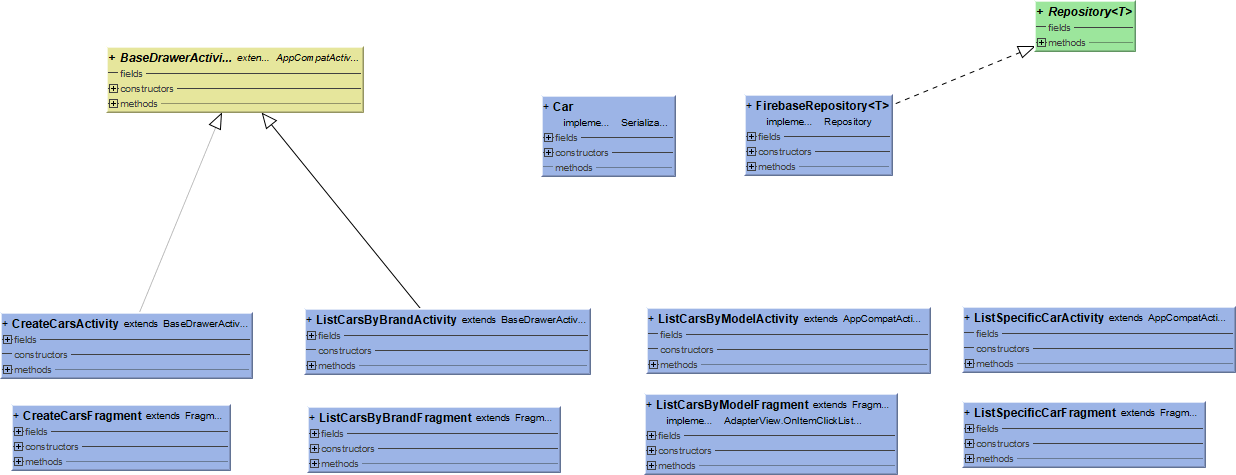 + Repository<T>
fields
methods
+ BaseDrawerActivi... exten... AppCompatActiv...
fields
constructors
methods
+ Car
impleme... Serializa...
fields
constructors
methods
+ FirebaseRepository<T>
impleme... Repository
fields
constructors
methods
+ CreateCarsActivity extends BaseDrawerActiv...
fields
constructors
methods
+ ListCarsByBrandActivity extends BaseDrawerActiv...
fields
constructors
methods
+ ListCarsByModelActivity extends AppCompatActi...
fields
constructors
methods
+ ListSpecificCarActivity extends AppCompatActi...
fields
constructors
methods
+ CreateCarsFragment extends Fragm...
fields
constructors
methods
+ ListCarsByBrandFragment extends Fragm...
fields
constructors
methods
+ ListCarsByModelFragment extends Fragm...
impleme... AdapterView.OnItemClickList...
fields
constructors
methods
+ ListSpecificCarFragment extends Fragm...
fields
constructors
methods